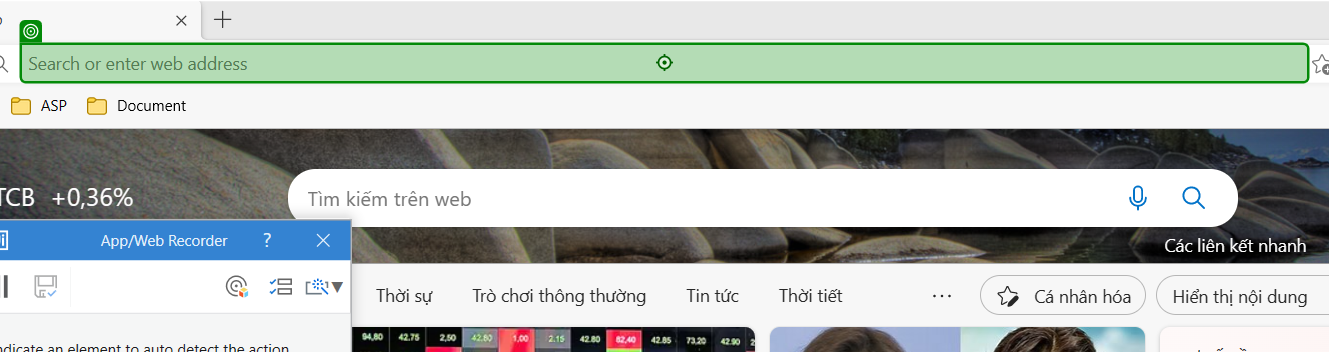 Search or enter web address
ASP Document
TCB +0,36%
Tìm kiếm trên web
App/Web Recorder ?
Các liên kết nhanh
Thời sự Trò chơi thông thường Tin tức Thời tiết ... Cá nhân hóa Hiển thị nội dung
ndicate an element to auto detect the action
94,80 42.75 2,50 42.80 1,00 2.15 42.80 82,40 42.85 73,20 42.90